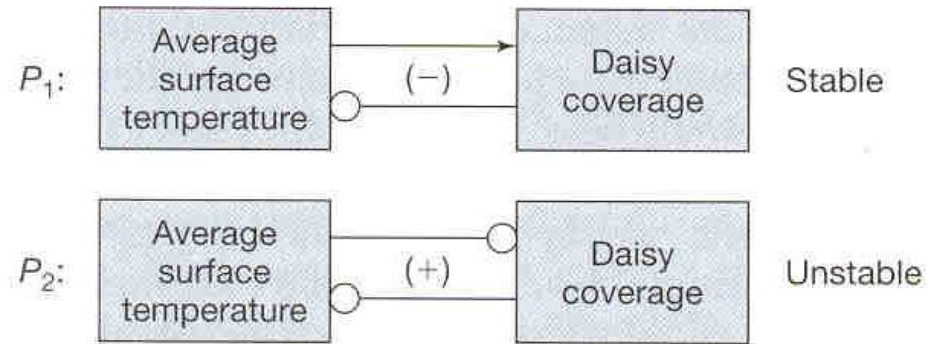 P₁:
Average
surface
temperature
(−)
Daisy
coverage
Stable
P₂:
Average
surface
temperature
(+)
Daisy
coverage
Unstable